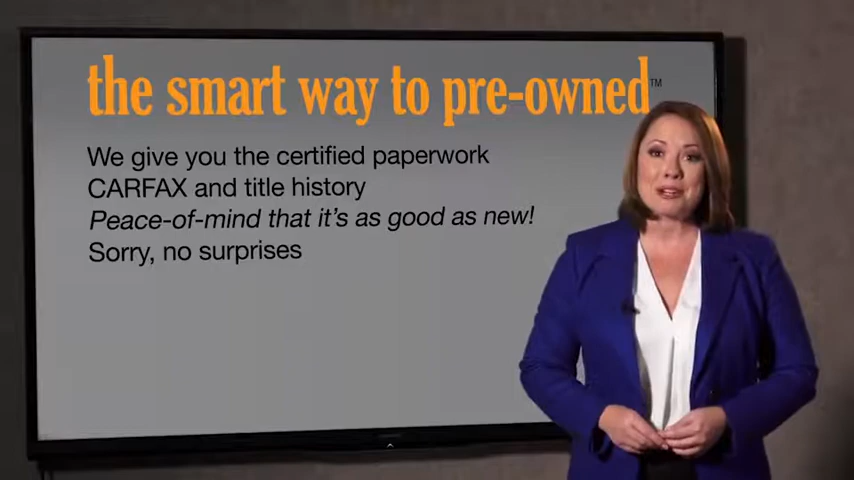 the smart way to pre-owned™
We give you the certified paperwork
CARFAX and title history
Peace-of-mind that it's as good as new!
Sorry, no surprises